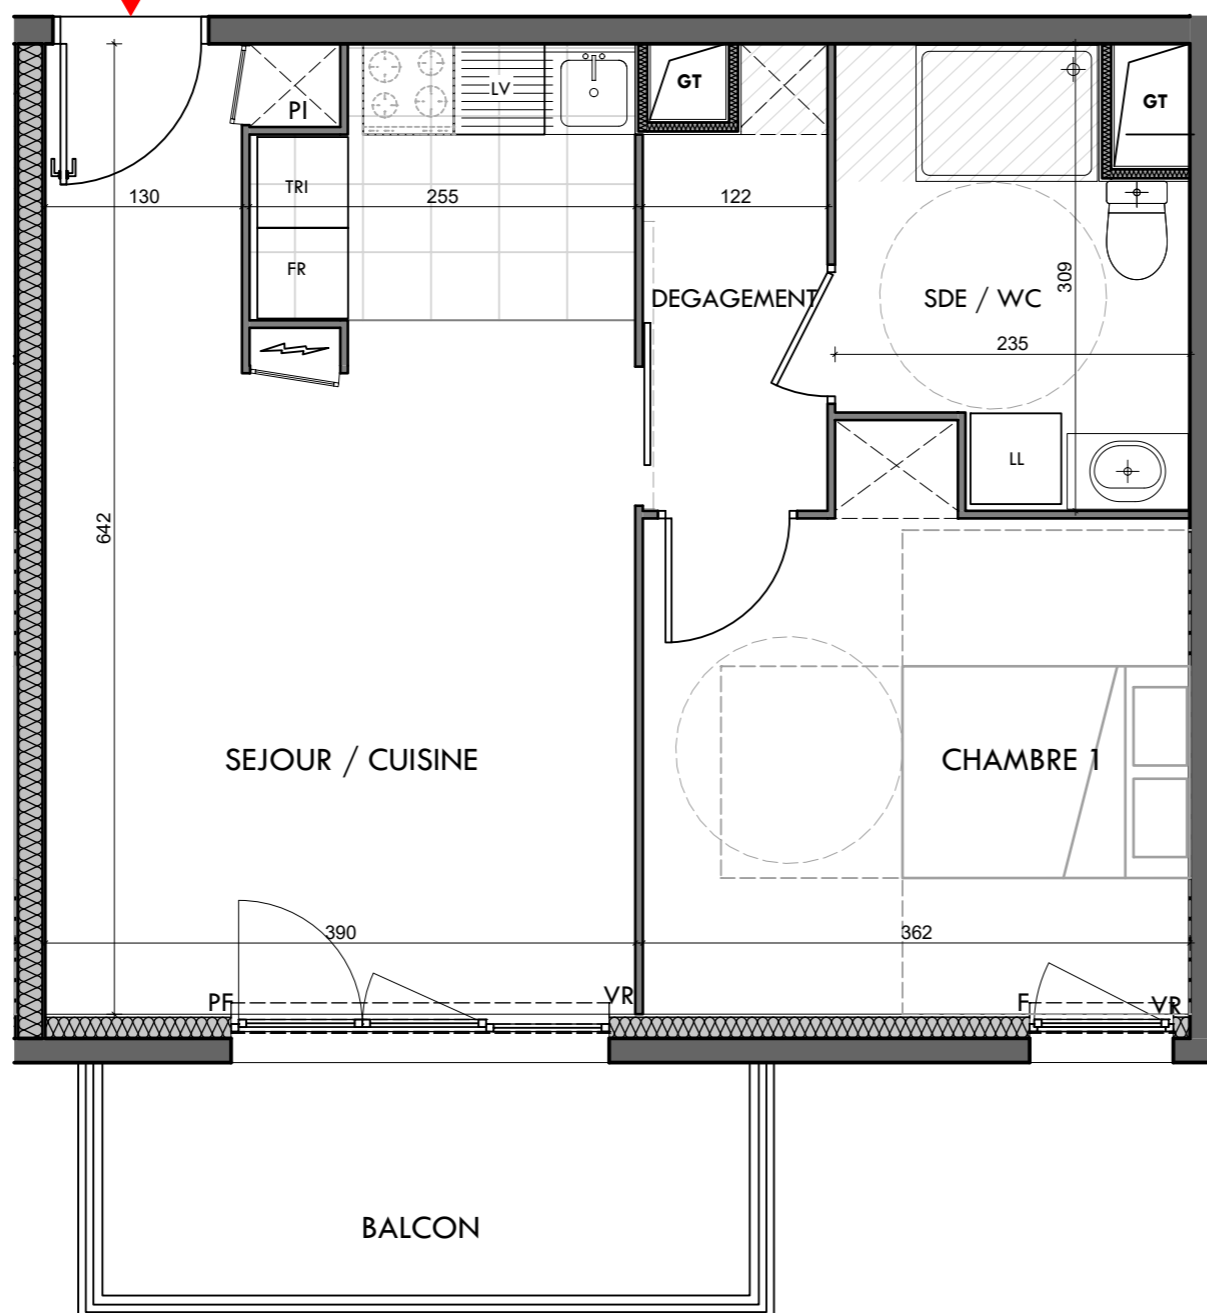 GT
LV
GT
PI
TRI
130
255
122
FR
309
DEGAGEMENT
SDE / WC
235
LL
642
SEJOUR / CUISINE
CHAMBRE 1
390
362
PF
VR
F
VR
BALCON